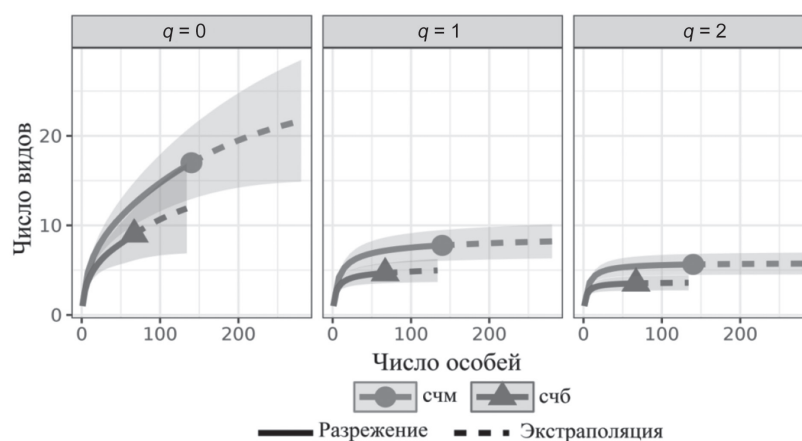 q = 0
q = 1
q = 2
Число видов
20
10
0
0 100 200
0 100 200
0 100 200
Число особей
счм счб
Разрежение Экстраполяция